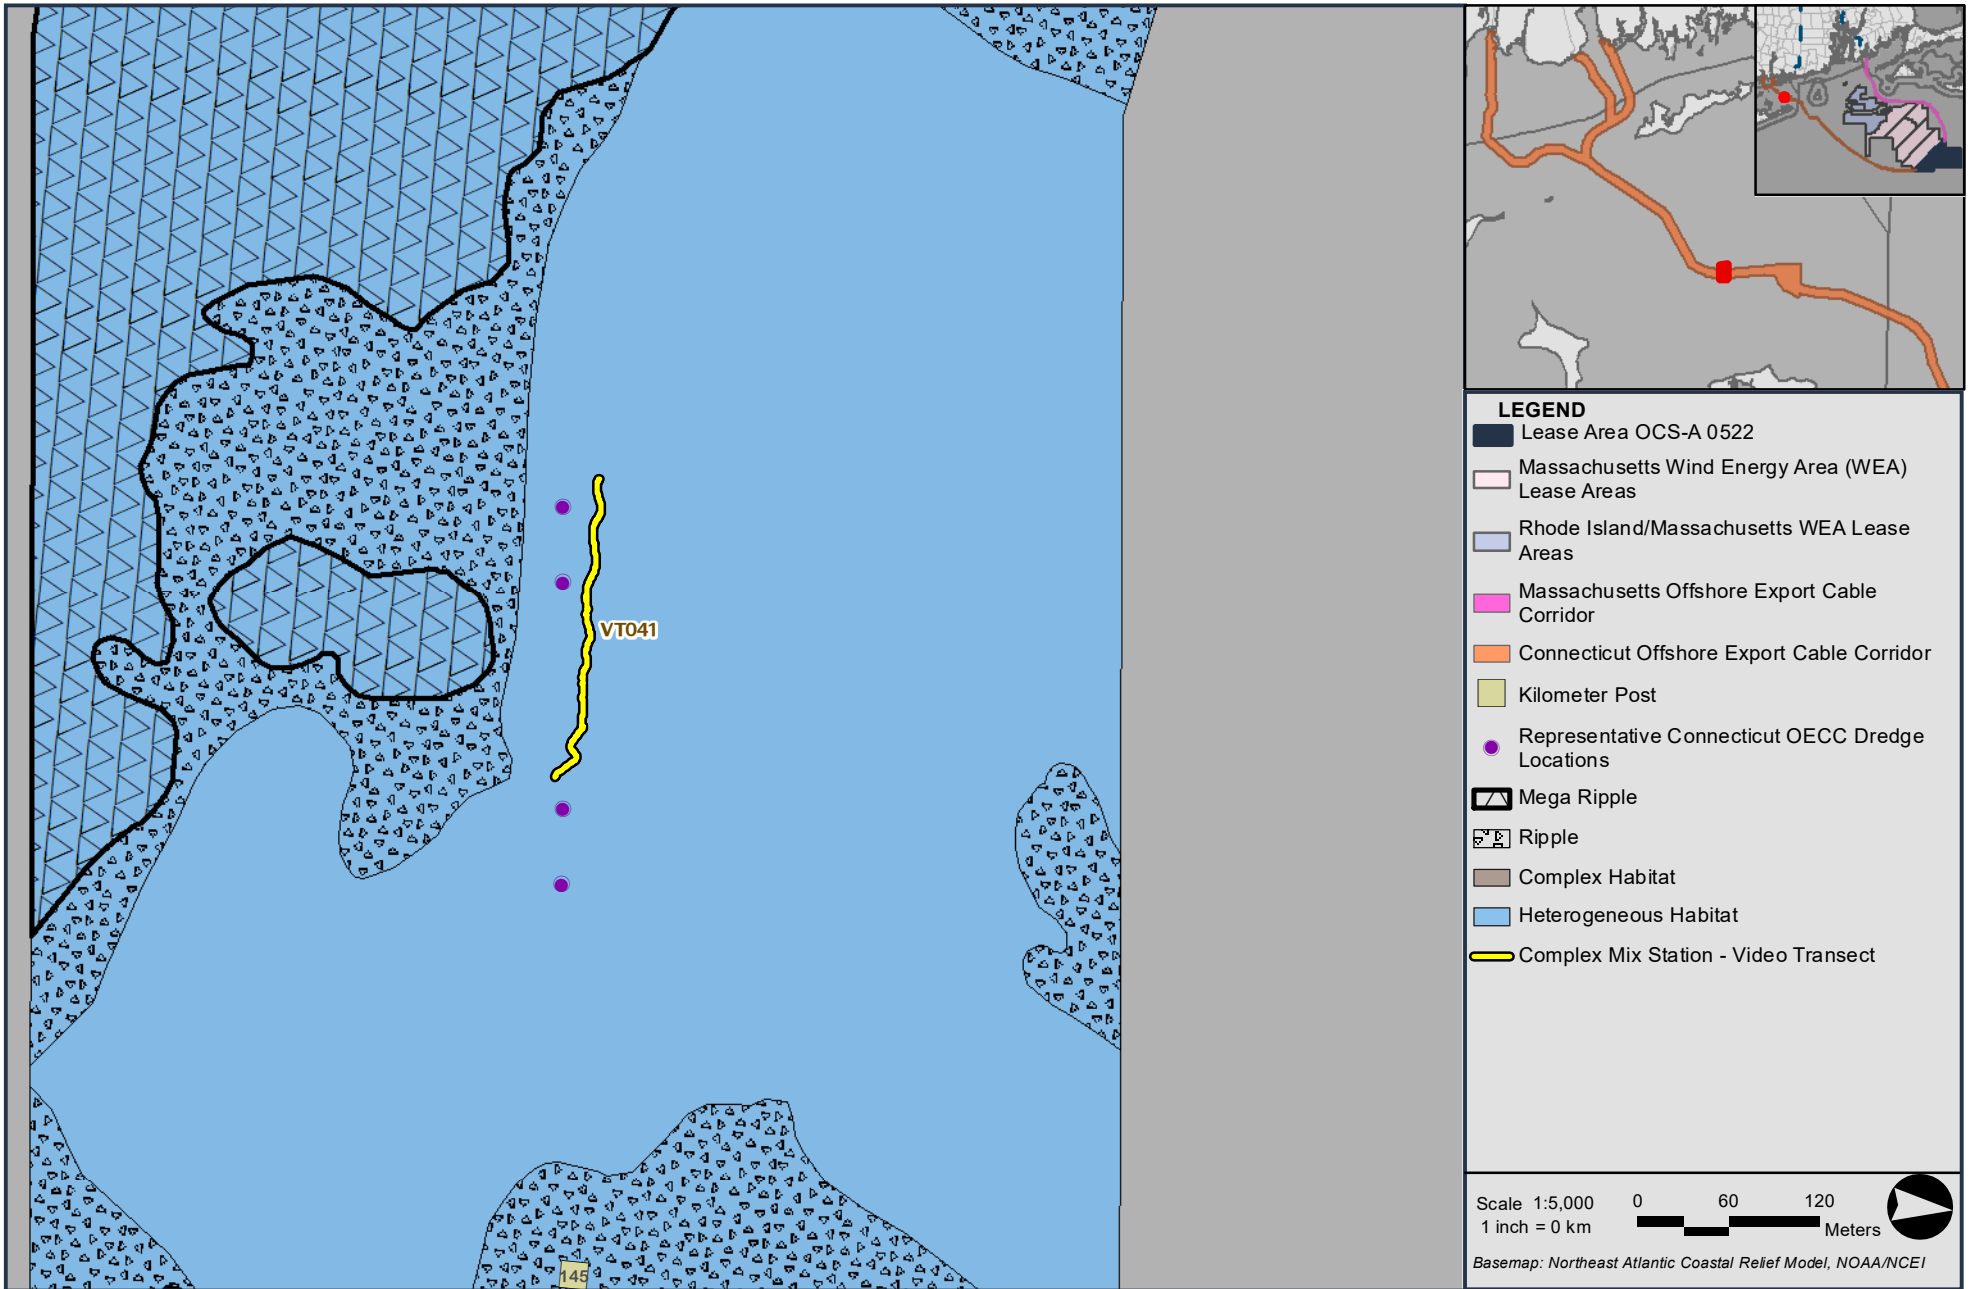 VT041
145
LEGEND
Lease Area OCS-A 0522
Massachusetts Wind Energy Area (WEA)
Lease Areas
Rhode Island/Massachusetts WEA Lease
Areas
Massachusetts Offshore Export Cable
Corridor
Connecticut Offshore Export Cable Corridor
Kilometer Post
Representative Connecticut OECC Dredge
Locations
Mega Ripple
Ripple
Complex Habitat
Heterogeneous Habitat
Complex Mix Station - Video Transect
Scale 1:5,000
1 inch = 0 km
0 60 120
Meters
Basemap: Northeast Atlantic Coastal Relief Model, NOAA/NCEI